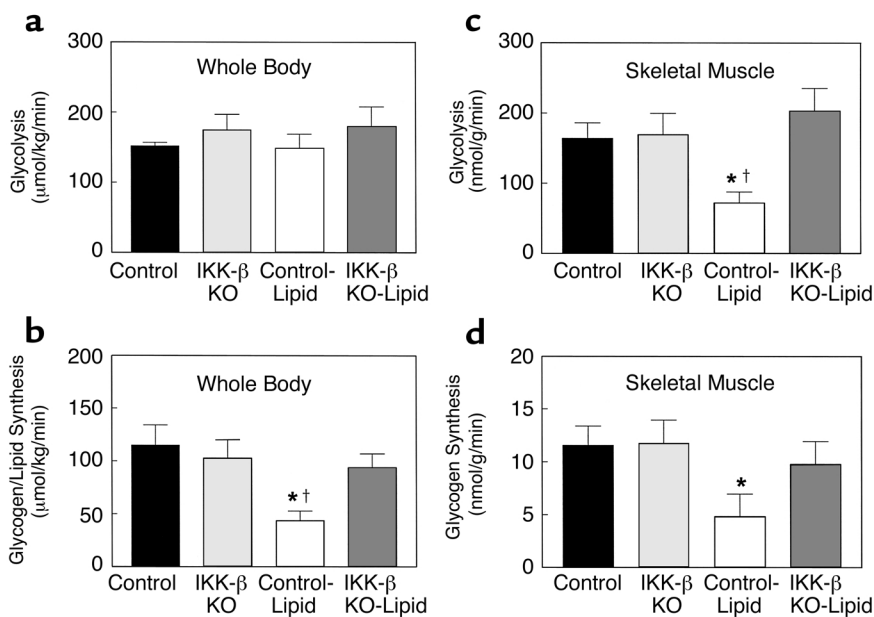 a
Whole Body
Glycolysis
(μmol/kg/min)
300
200
100
0
Control
IKK-β
KO
Control-
Lipid
IKK-β
KO-Lipid
b
Whole Body
Glycogen/Lipid Synthesis
(μmol/kg/min)
200
150
100
50
0
* †
Control
IKK-β
KO
Control-
Lipid
IKK-β
KO-Lipid
c
Skeletal Muscle
Glycolysis
(nmol/g/min)
300
200
100
0
* †
Control
IKK-β
KO
Control-
Lipid
IKK-β
KO-Lipid
d
Skeletal Muscle
Glycogen Synthesis
(nmol/g/min)
20
15
10
5
0
*
Control
IKK-β
KO
Control-
Lipid
IKK-β
KO-Lipid